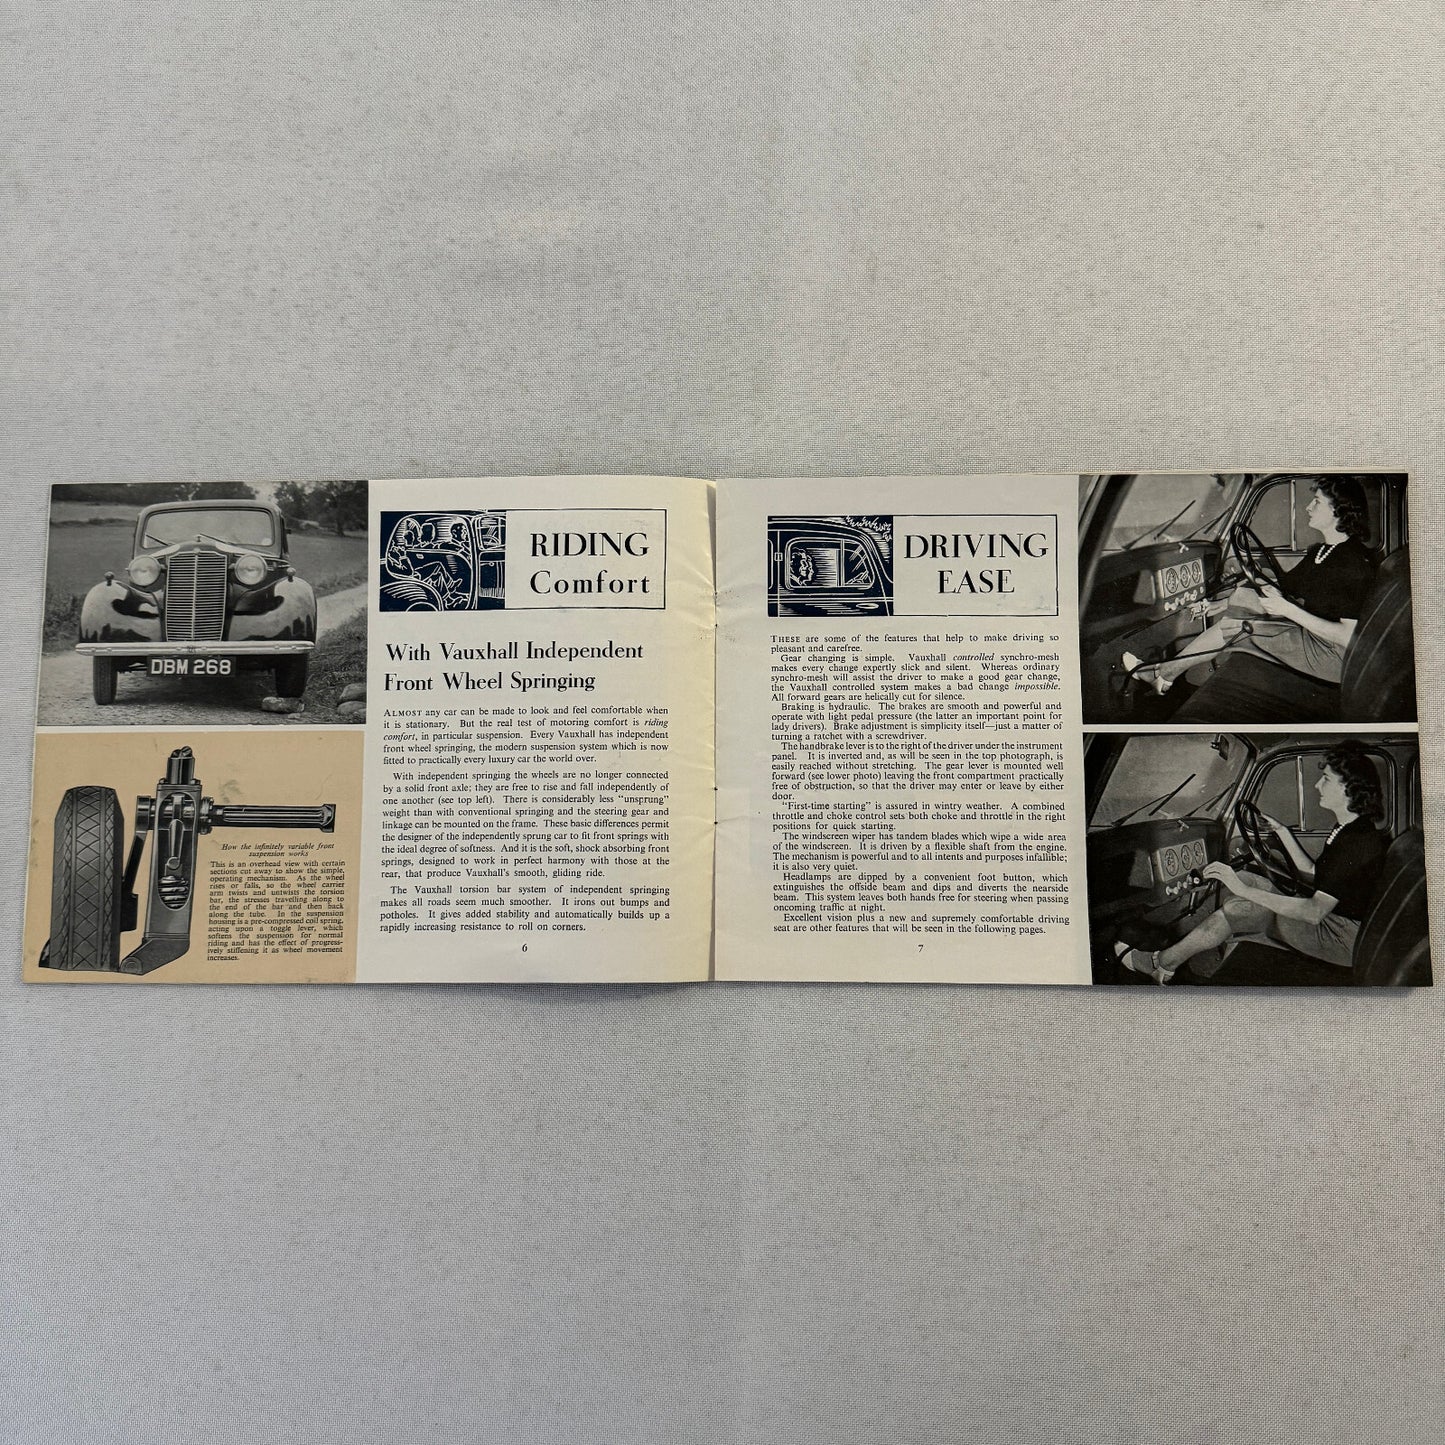 DBM 268
How the infinitely variable front
suspension works
This is an overhead view with certain
sections cut away to show the simple,
operating mechanism. As the wheel
rises or falls, so the wheel carrier
arm twists and untwists the torsion
bar, the stresses travelling along to
the end of the bar and then back
along the tube. In the suspension
housing is a pre-compressed coil spring,
acting upon a toggle lever, which
softens the suspension for normal
riding and has the effect of progress-
ively stiffening it as wheel movement
increases.
RIDING
Comfort
With Vauxhall Independent
Front Wheel Springing
ALMOST any car can be made to look and feel comfortable when
it is stationary. But the real test of motoring comfort is riding
comfort, in particular suspension. Every Vauxhall has independent
front wheel springing, the modern suspension system which is now
fitted to practically every luxury car the world over.
With independent springing the wheels are no longer connected
by a solid front axle; they are free to rise and fall independently of
one another (see top left). There is considerably less "unsprung"
weight than with conventional springing and the steering gear and
linkage can be mounted on the frame. These basic differences permit
the designer of the independently sprung car to fit front springs with
the ideal degree of softness. And it is the soft, shock absorbing front
springs, designed to work in perfect harmony with those at the
rear, that produce Vauxhall's smooth, gliding ride.
The Vauxhall torsion bar system of independent springing
makes all roads seem much smoother. It irons out bumps and
potholes. It gives added stability and automatically builds up a
rapidly increasing resistance to roll on corners.
6
DRIVING
EASE
THESE are some of the features that help to make driving so
pleasant and carefree.
Gear changing is simple. Vauxhall controlled synchro-mesh
makes every change expertly slick and silent. Whereas ordinary
synchro-mesh will assist the driver to make a good gear change,
the Vauxhall controlled system makes a bad change impossible.
All forward gears are helically cut for silence.
Braking is hydraulic. The brakes are smooth and powerful and
operate with light pedal pressure (the latter an important point for
lady drivers). Brake adjustment is simplicity itself—just a matter of
turning a ratchet with a screwdriver.
The handbrake lever is to the right of the driver under the instrument
panel. It is inverted and, as will be seen in the top photograph, is
easily reached without stretching. The gear lever is mounted well
forward (see lower photo) leaving the front compartment practically
free of obstruction, so that the driver may enter or leave by either
door.
"First-time starting" is assured in wintry weather. A combined
throttle and choke control sets both choke and throttle in the right
positions for quick starting.
The windscreen wiper has tandem blades which wipe a wide area
of the windscreen. It is driven by a flexible shaft from the engine.
The mechanism is powerful and to all intents and purposes infallible;
it is also very quiet.
Headlamps are dipped by a convenient foot button, which
extinguishes the offside beam and dips and diverts the nearside
beam. This system leaves both hands free for steering when passing
oncoming traffic at night.
Excellent vision plus a new and supremely comfortable driving
seat are other features that will be seen in the following pages.
7